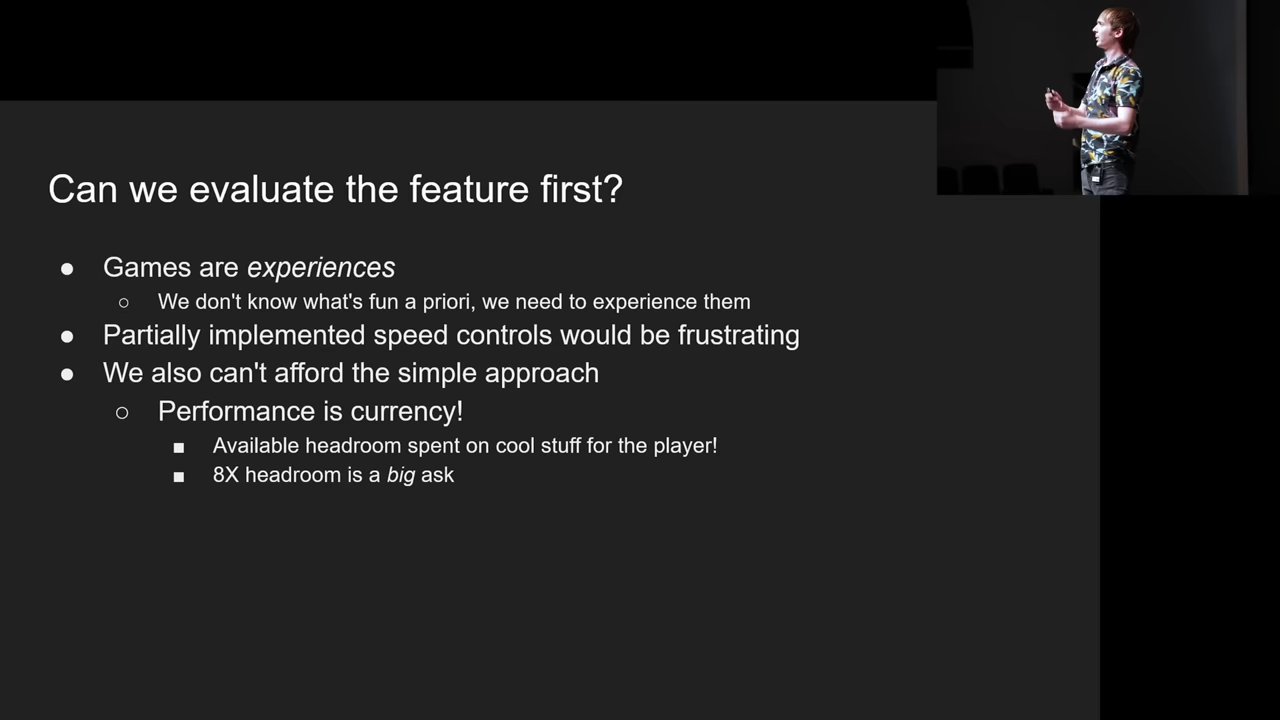 Can we evaluate the feature first?
● Games are experiences
○ We don't know what's fun a priori, we need to experience them
● Partially implemented speed controls would be frustrating
● We also can't afford the simple approach
○ Performance is currency!
■ Available headroom spent on cool stuff for the player!
■ 8X headroom is a big ask